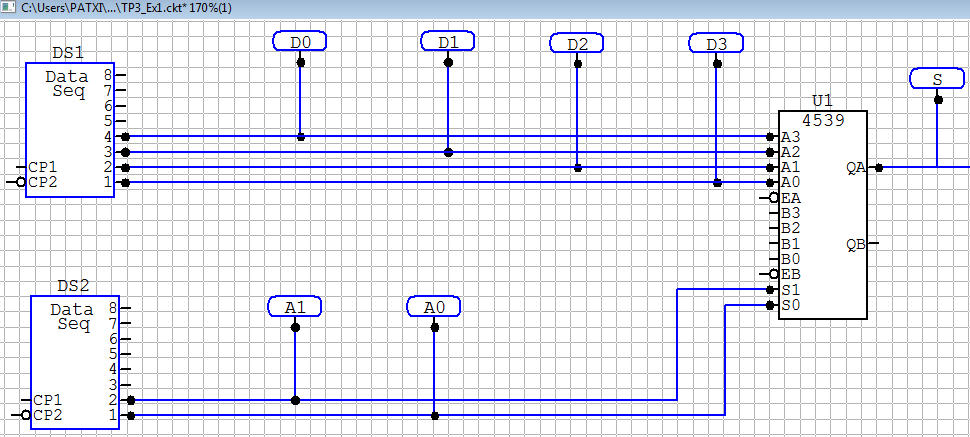 C:\Users\PATXI\...\TP3_Ex1.ckt* 170%(1)
D0
D1
D2
D3
S
DS1
Data
Seq
8
7
6
5
4
3
2
1
CP1
CP2
U1
4539
A3
A2
A1
A0
EA
B3
B2
B1
B0
EB
S1
S0
QA
QB
DS2
Data
Seq
8
7
6
5
4
3
2
1
CP1
CP2
A1
A0